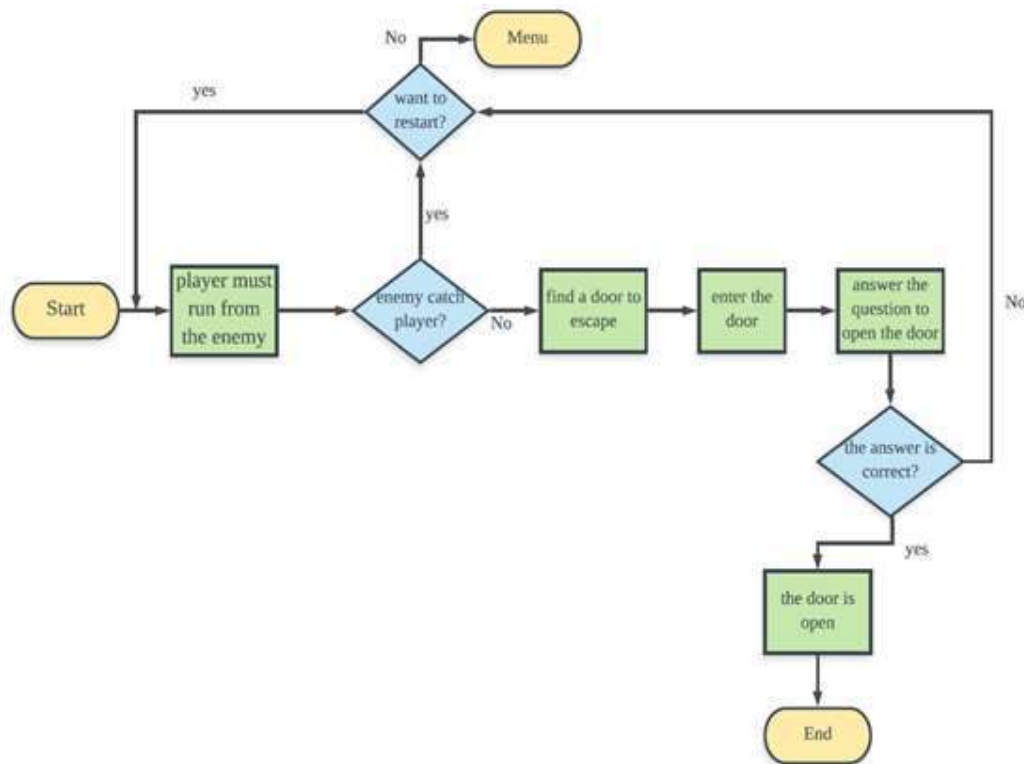 No
Menu
yes
want to
restart?
yes
Start
player must
run from
the enemy
enemy catch
player?
No
find a door to
escape
enter the
door
answer the
question to
open the door
No
the answer is
correct?
yes
the door is
open
End